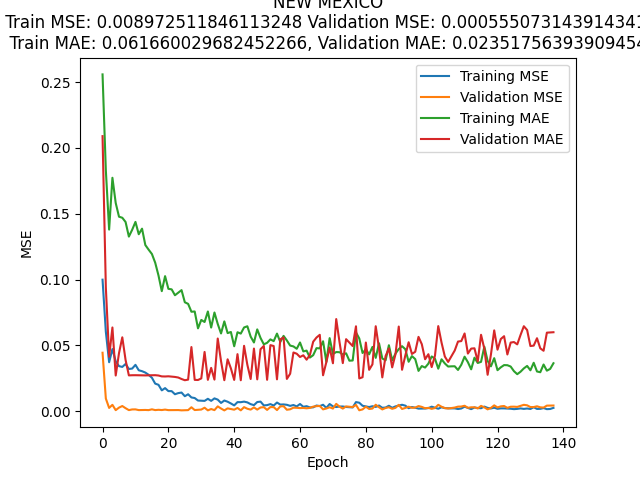 NEW MEXICO
Train MSE: 0.008972511846113248 Validation MSE: 0.000555073143914341
Train MAE: 0.061660029682452266, Validation MAE: 0.0235175639390945
Training MSE
Validation MSE
Training MAE
Validation MAE
0.25
0.20
0.15
0.10
0.05
0.00
MSE
0
20
40
60
80
100
120
140
Epoch